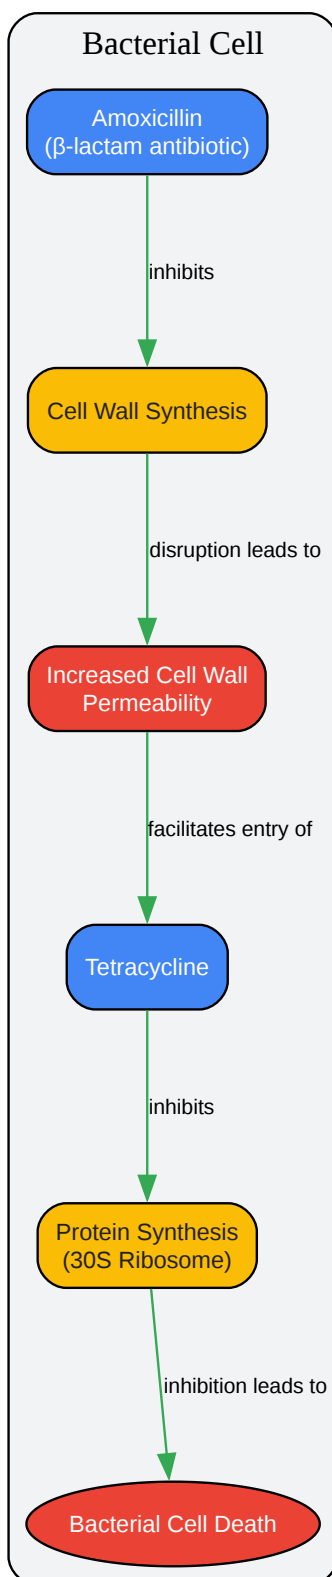 Bacterial Cell
Amoxicillin
(β-lactam antibiotic)
inhibits
Cell Wall Synthesis
disruption leads to
Increased Cell Wall
Permeability
facilitates entry of
Tetracycline
inhibits
Protein Synthesis
(30S Ribosome)
inhibition leads to
Bacterial Cell Death